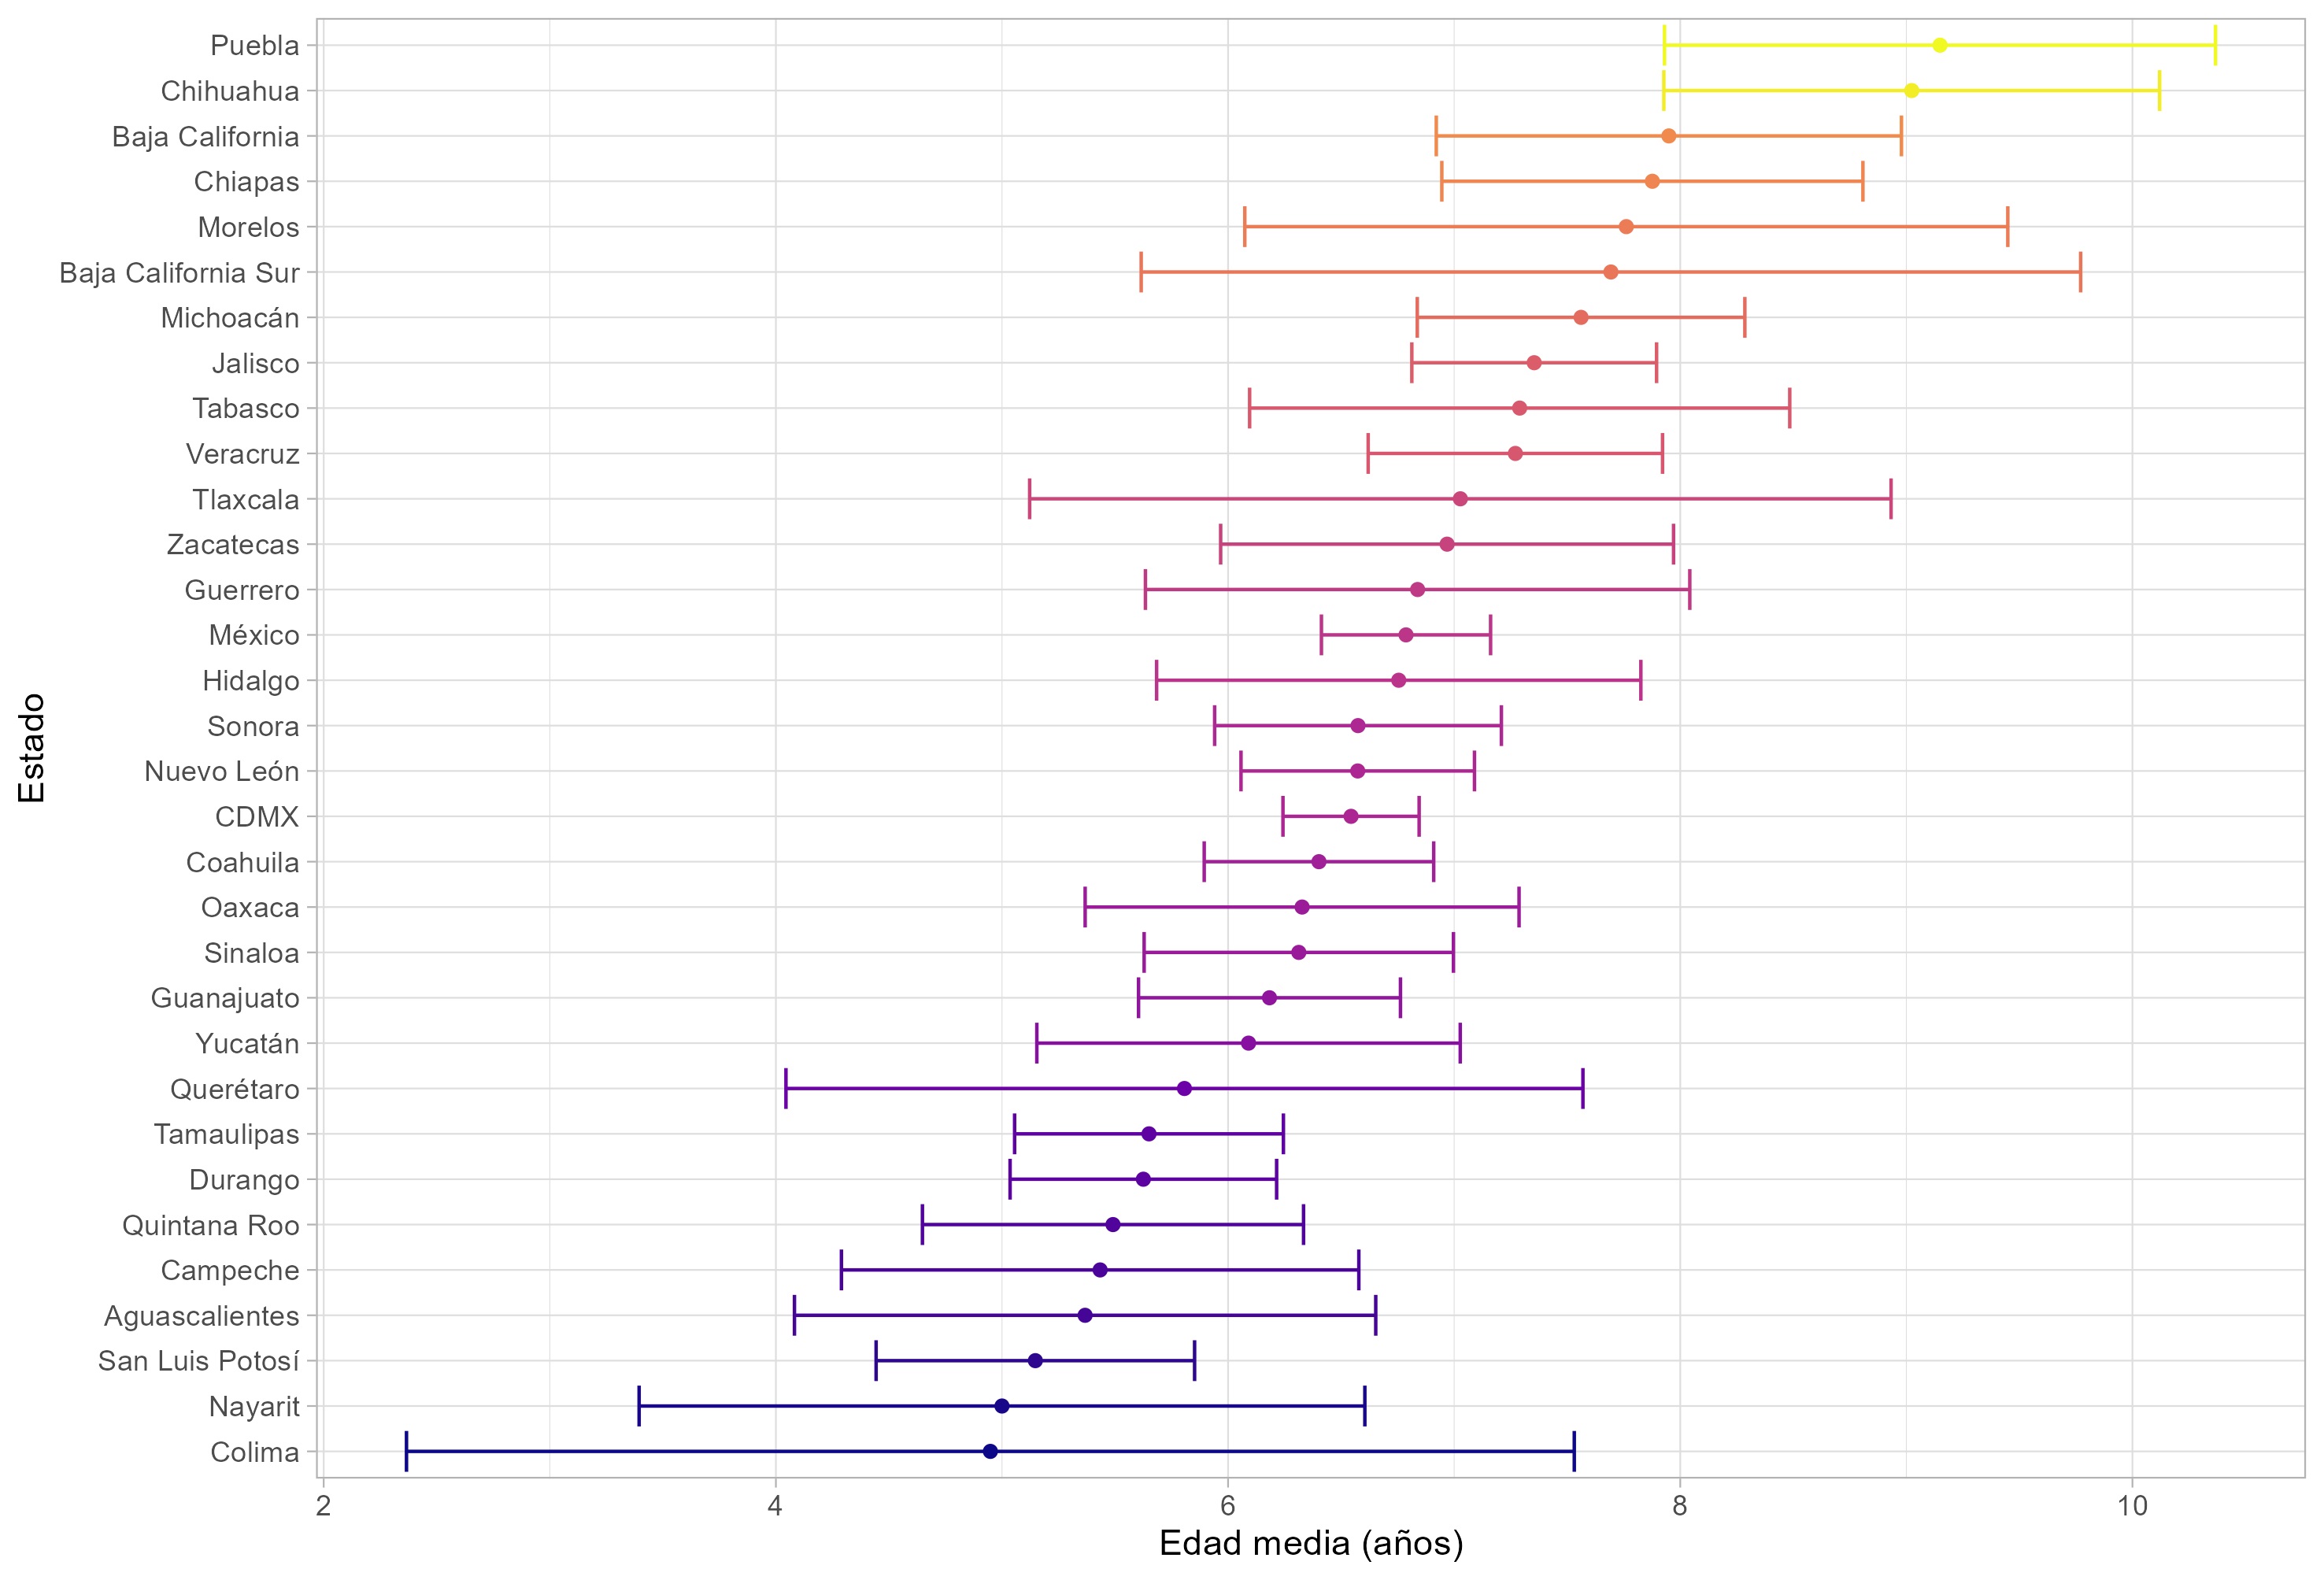 Puebla
Chihuahua
Baja California
Chiapas
Morelos
Baja California Sur
Michoacán
Jalisco
Tabasco
Veracruz
Tlaxcala
Zacatecas
Guerrero
México
Hidalgo
Sonora
Nuevo León
CDMX
Coahuila
Oaxaca
Sinaloa
Guanajuato
Yucatán
Querétaro
Tamaulipas
Durango
Quintana Roo
Campeche
Aguascalientes
San Luis Potosí
Nayarit
Colima
Estado
2 4 6 8 10
Edad media (años)